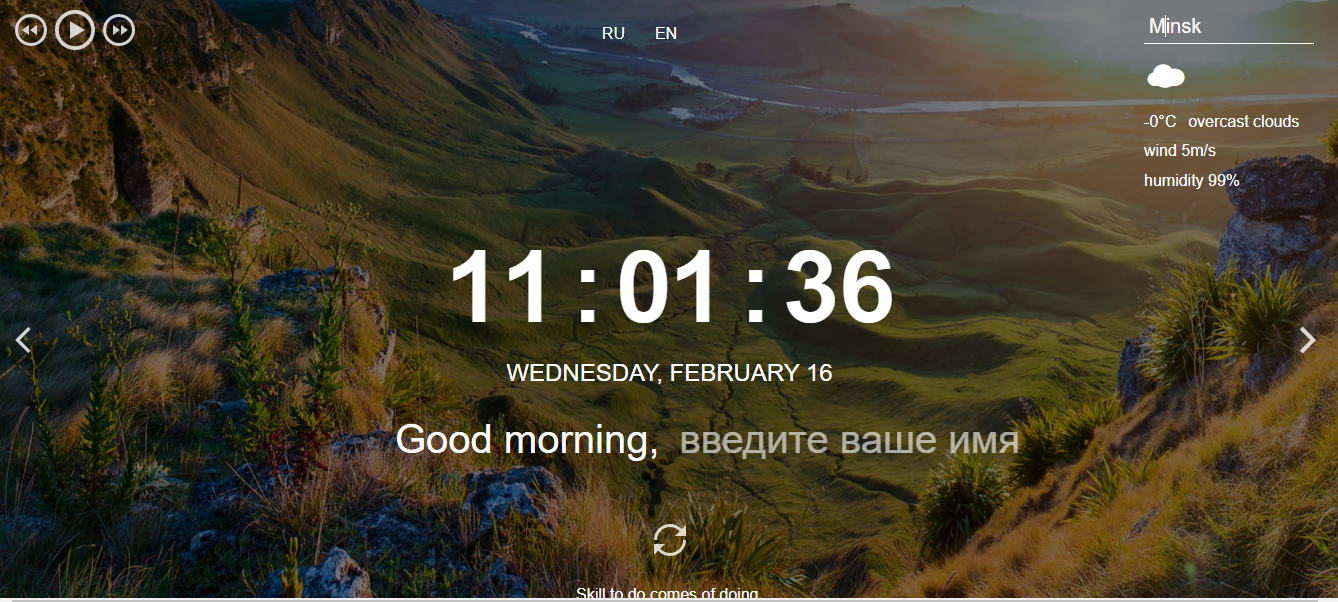 RU EN
Minsk
-0°C overcast clouds
wind 5m/s
humidity 99%
11:01:36
WEDNESDAY, FEBRUARY 16
Good morning, введите ваше имя
Skill to do comes of doing.